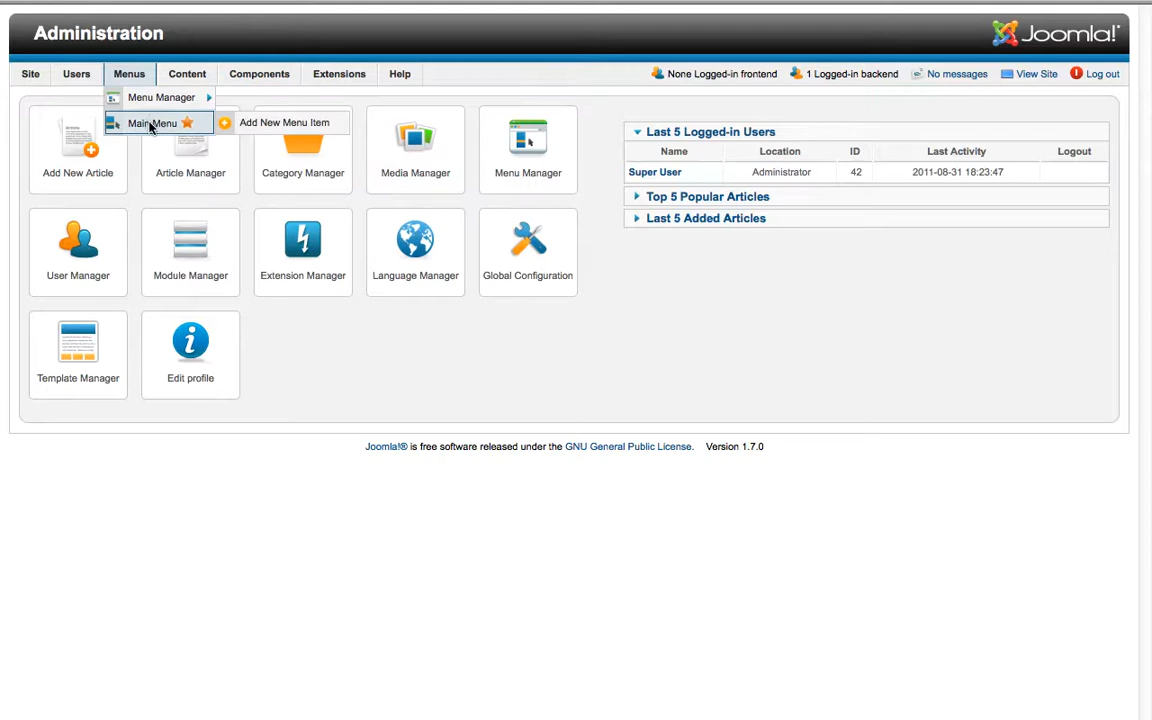 Administration
Joomla!®
Site Users Menus Content Components Extensions Help
None Logged-in frontend 1 Logged-in backend No messages View Site Log out
Menu Manager
Main Menu Add New Menu Item
Add New Article Article Manager Category Manager Media Manager Menu Manager
User Manager Module Manager Extension Manager Language Manager Global Configuration
Template Manager Edit profile
Last 5 Logged-in Users
Name Location ID Last Activity Logout
Super User Administrator 42 2011-08-31 18:23:47
Top 5 Popular Articles
Last 5 Added Articles
Joomla!® is free software released under the GNU General Public License. Version 1.7.0